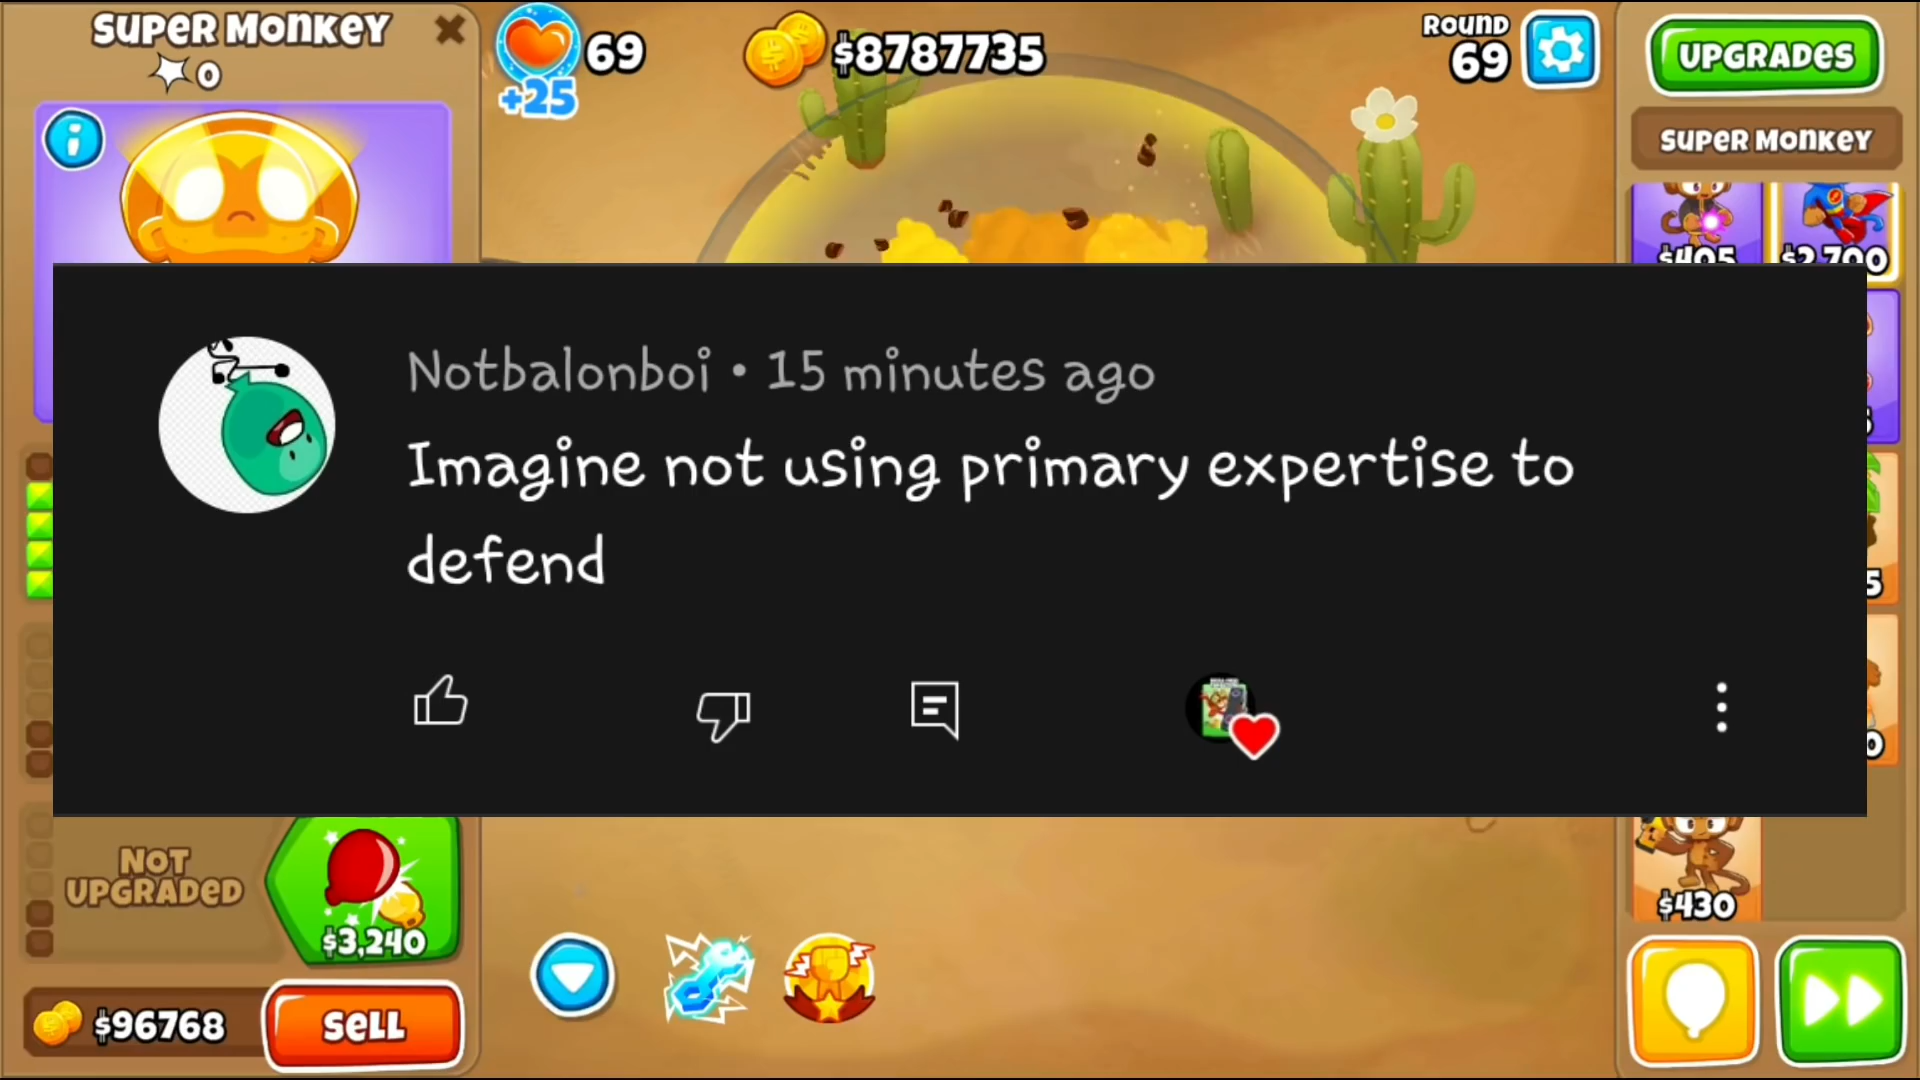 SUPER MONKEY
0
69
+25
$8787735
ROUND
69
UPGRADES
SUPER MONKEY
$405
$2,700
Notbalonboi • 15 minutes ago
Imagine not using primary expertise to
defend
NOT
UPGRADED
$3,240
$430
$96768
SELL